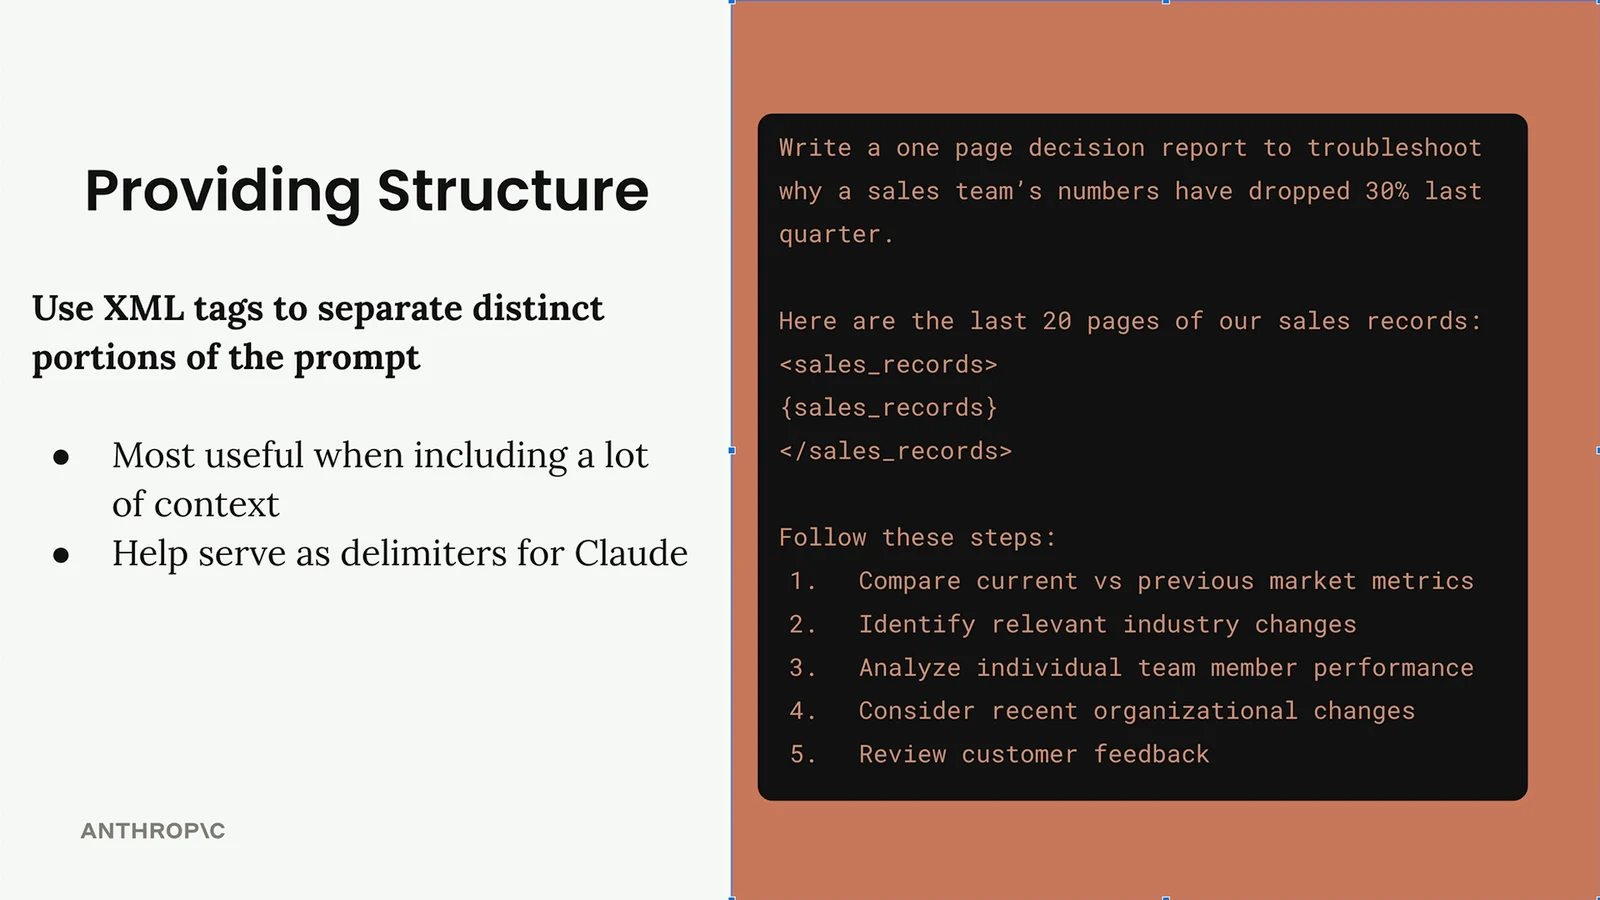 Providing Structure
Use XML tags to separate distinct
portions of the prompt
● Most useful when including a lot
of context
● Help serve as delimiters for Claude
ANTHROP\C
Write a one page decision report to troubleshoot
why a sales team’s numbers have dropped 30% last
quarter.
Here are the last 20 pages of our sales records:
<sales_records>
{sales_records}
</sales_records>
Follow these steps:
1. Compare current vs previous market metrics
2. Identify relevant industry changes
3. Analyze individual team member performance
4. Consider recent organizational changes
5. Review customer feedback